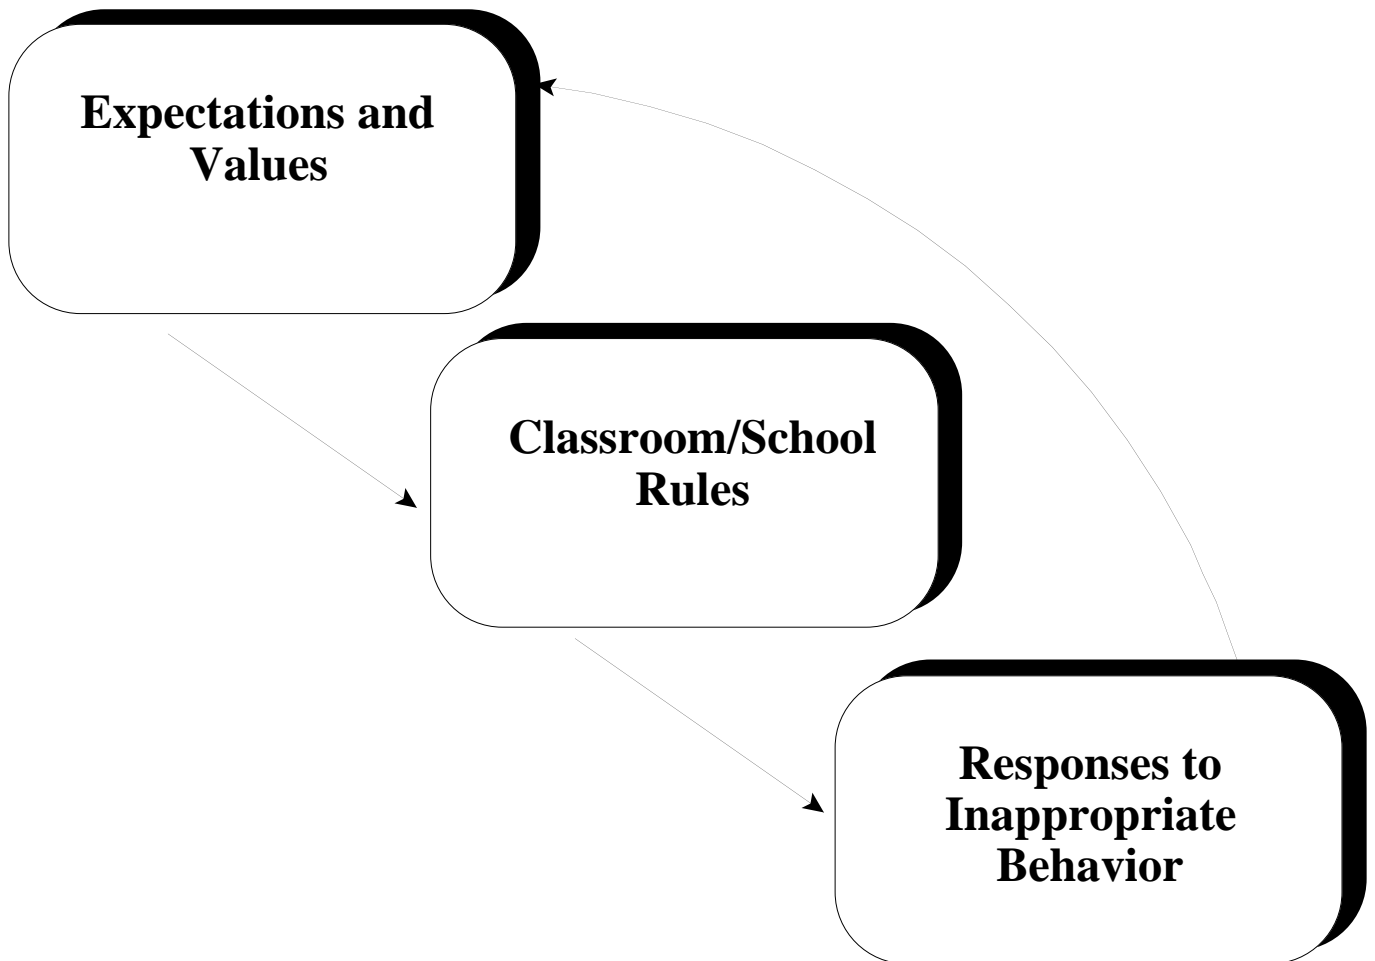 Expectations and
Values
Classroom/School
Rules
Responses to
Inappropriate
Behavior